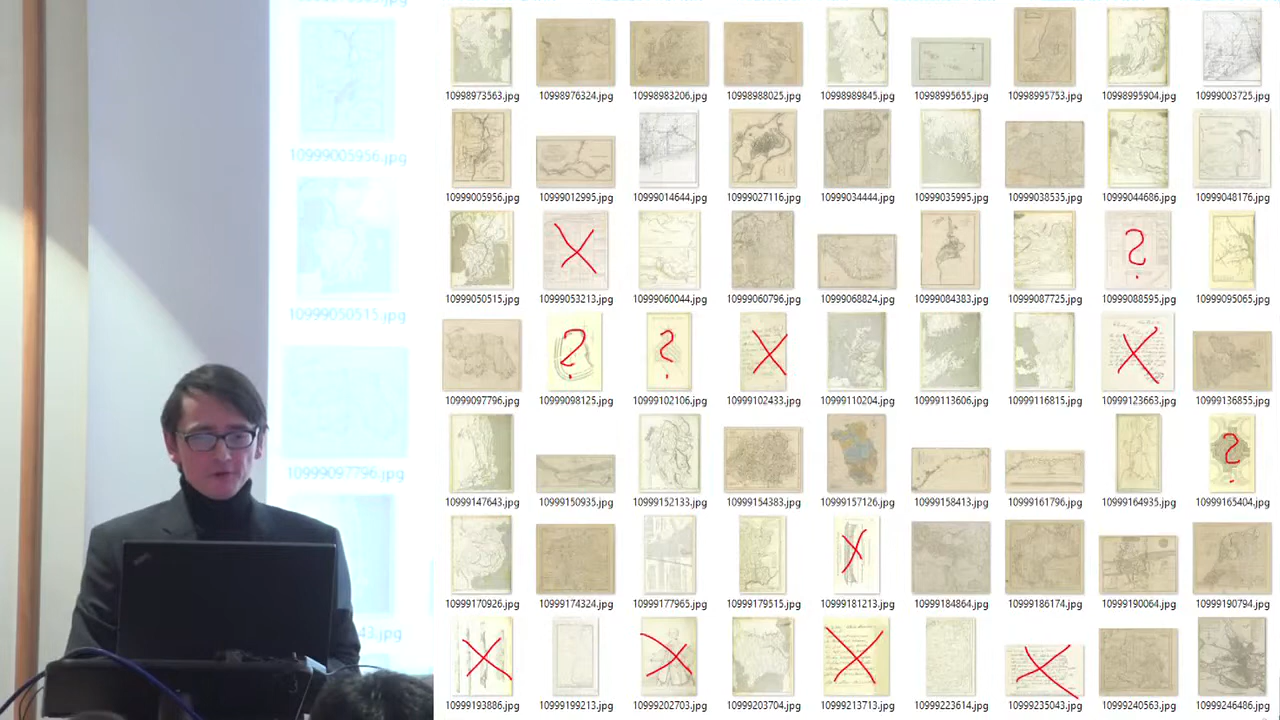 10998973563.jpg 10998976324.jpg 10998983206.jpg 10998988025.jpg 10998989845.jpg 10998995655.jpg 10998995753.jpg 10998995904.jpg 10999003725.jpg
10999005956.jpg 10999012995.jpg 10999014644.jpg 10999027116.jpg 10999034444.jpg 10999035995.jpg 10999038535.jpg 10999044686.jpg 10999048176.jpg
10999050515.jpg 10999053213.jpg 10999060044.jpg 10999060796.jpg 10999068824.jpg 10999084383.jpg 10999087725.jpg 10999088595.jpg 10999095065.jpg
10999097796.jpg 10999098125.jpg 10999102106.jpg 10999102433.jpg 10999110204.jpg 10999113606.jpg 10999116815.jpg 10999123663.jpg 10999136855.jpg
10999147643.jpg 10999150935.jpg 10999152133.jpg 10999154383.jpg 10999157126.jpg 10999158413.jpg 10999161796.jpg 10999164935.jpg 10999165404.jpg
10999170926.jpg 10999174324.jpg 10999177965.jpg 10999179515.jpg 10999181213.jpg 10999184864.jpg 10999186174.jpg 10999190064.jpg 10999190794.jpg
10999193886.jpg 10999199213.jpg 10999202703.jpg 10999203704.jpg 10999213713.jpg 10999223614.jpg 10999235043.jpg 10999240563.jpg 10999246486.jpg
10999005956.jpg
10999050515.jpg
10999097796.jpg
43.jpg